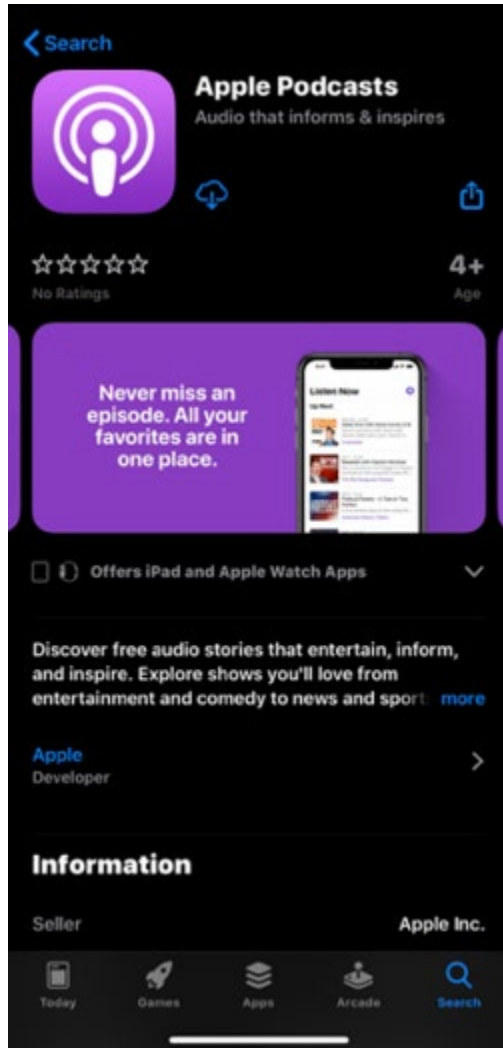 Search
Apple Podcasts
Audio that informs & inspires
4+
No Ratings
Age
Never miss an
episode. All your
favorites are in
one place.
Listen Now
Up Next
Offers iPad and Apple Watch Apps
Discover free audio stories that entertain, inform,
and inspire. Explore shows you'll love from
entertainment and comedy to news and sport more
Apple
Developer
Information
Seller Apple Inc.
Today Games Apps Arcade Search